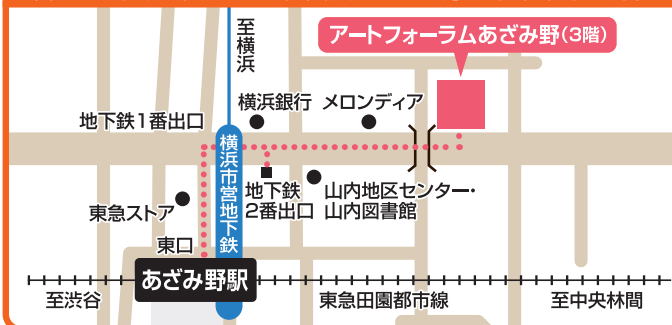 至横浜
アートフォーラムあざみ野(3階)
横浜銀行
メロンディア
地下鉄1番出口
横浜市営地下鉄
地下鉄
2番出口
山内地区センター・
山内図書館
東急ストア
東口
あざみ野駅
至渋谷
東急田園都市線
至中央林間